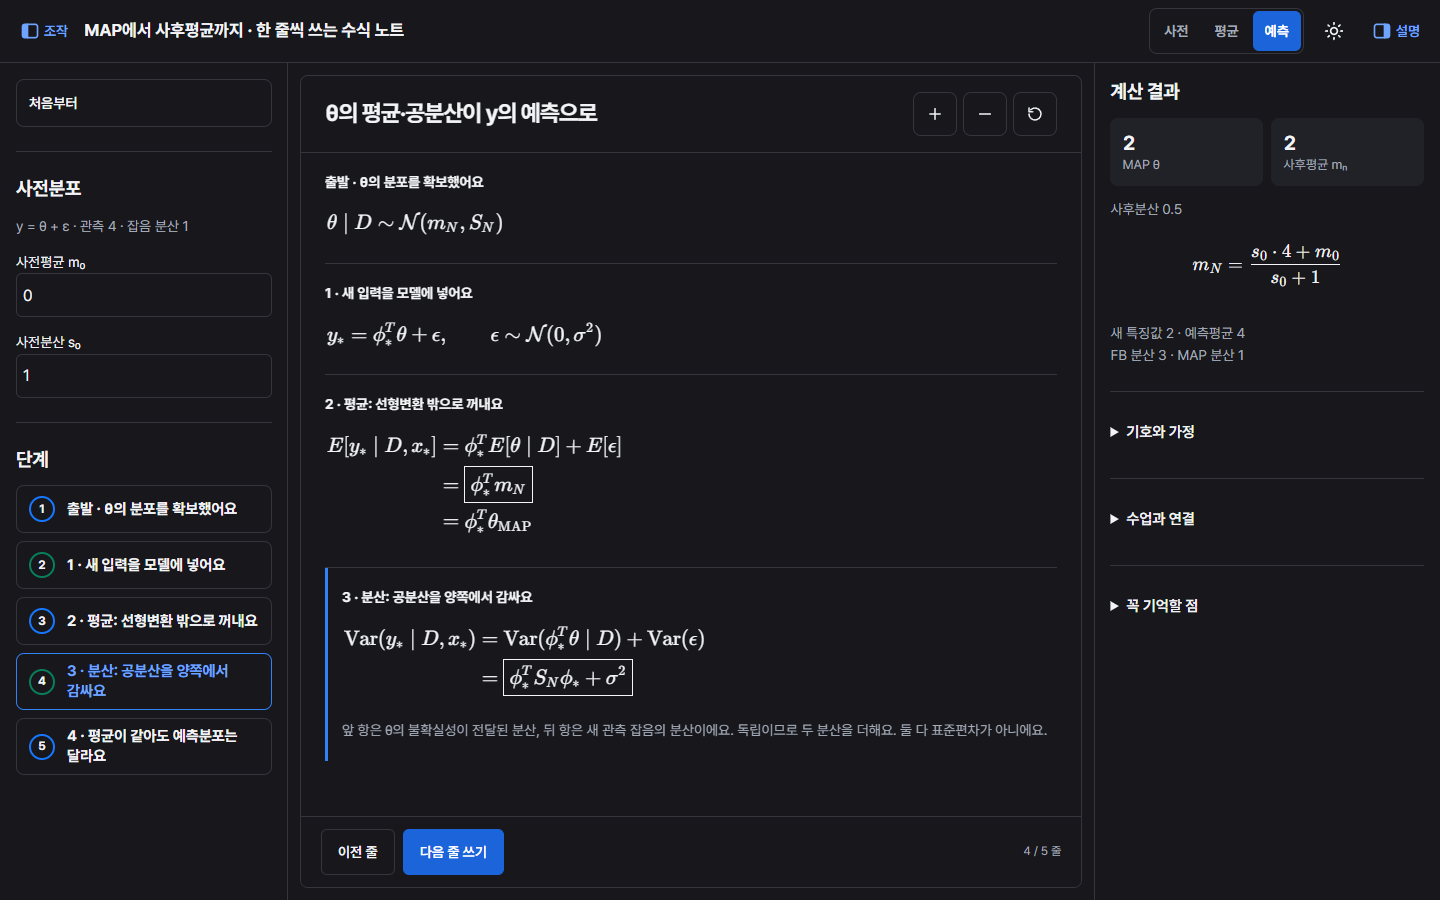 조작
MAP에서 사후평균까지 · 한 줄씩 쓰는 수식 노트
사전
평균
예측
설명
처음부터
사전분포
y = θ + ε · 관측 4 · 잡음 분산 1
사전평균 m₀
0
사전분산 s₀
1
단계
1 출발 · θ의 분포를 확보했어요
2 1 · 새 입력을 모델에 넣어요
3 2 · 평균: 선형변환 밖으로 꺼내요
4 3 · 분산: 공분산을 양쪽에서
감싸요
5 4 · 평균이 같아도 예측분포는
달라요
θ의 평균·공분산이 y의 예측으로
+
−
출발 · θ의 분포를 확보했어요
θ | D ∼ 𝒩(m_N, S_N)
1 · 새 입력을 모델에 넣어요
y_* = ϕ_*^T θ + ϵ, ϵ ∼ 𝒩(0, σ²)
2 · 평균: 선형변환 밖으로 꺼내요
E[y_* | D, x_*] = ϕ_*^T E[θ | D] + E[ϵ]
= ϕ_*^T m_N
= ϕ_*^T θ_MAP
3 · 분산: 공분산을 양쪽에서 감싸요
Var(y_* | D, x_*) = Var(ϕ_*^T θ | D) + Var(ϵ)
= ϕ_*^T S_N ϕ_* + σ²
앞 항은 θ의 불확실성이 전달된 분산, 뒤 항은 새 관측 잡음의 분산이에요. 독립이므로 두 분산을 더해요. 둘 다 표준편차가 아니에요.
이전 줄
다음 줄 쓰기
4 / 5 줄
계산 결과
2
MAP θ
2
사후평균 mₙ
사후분산 0.5
m_N = (s₀ · 4 + m₀) / (s₀ + 1)
새 특징값 2 · 예측평균 4
FB 분산 3 · MAP 분산 1
▶ 기호와 가정
▶ 수업과 연결
▶ 꼭 기억할 점